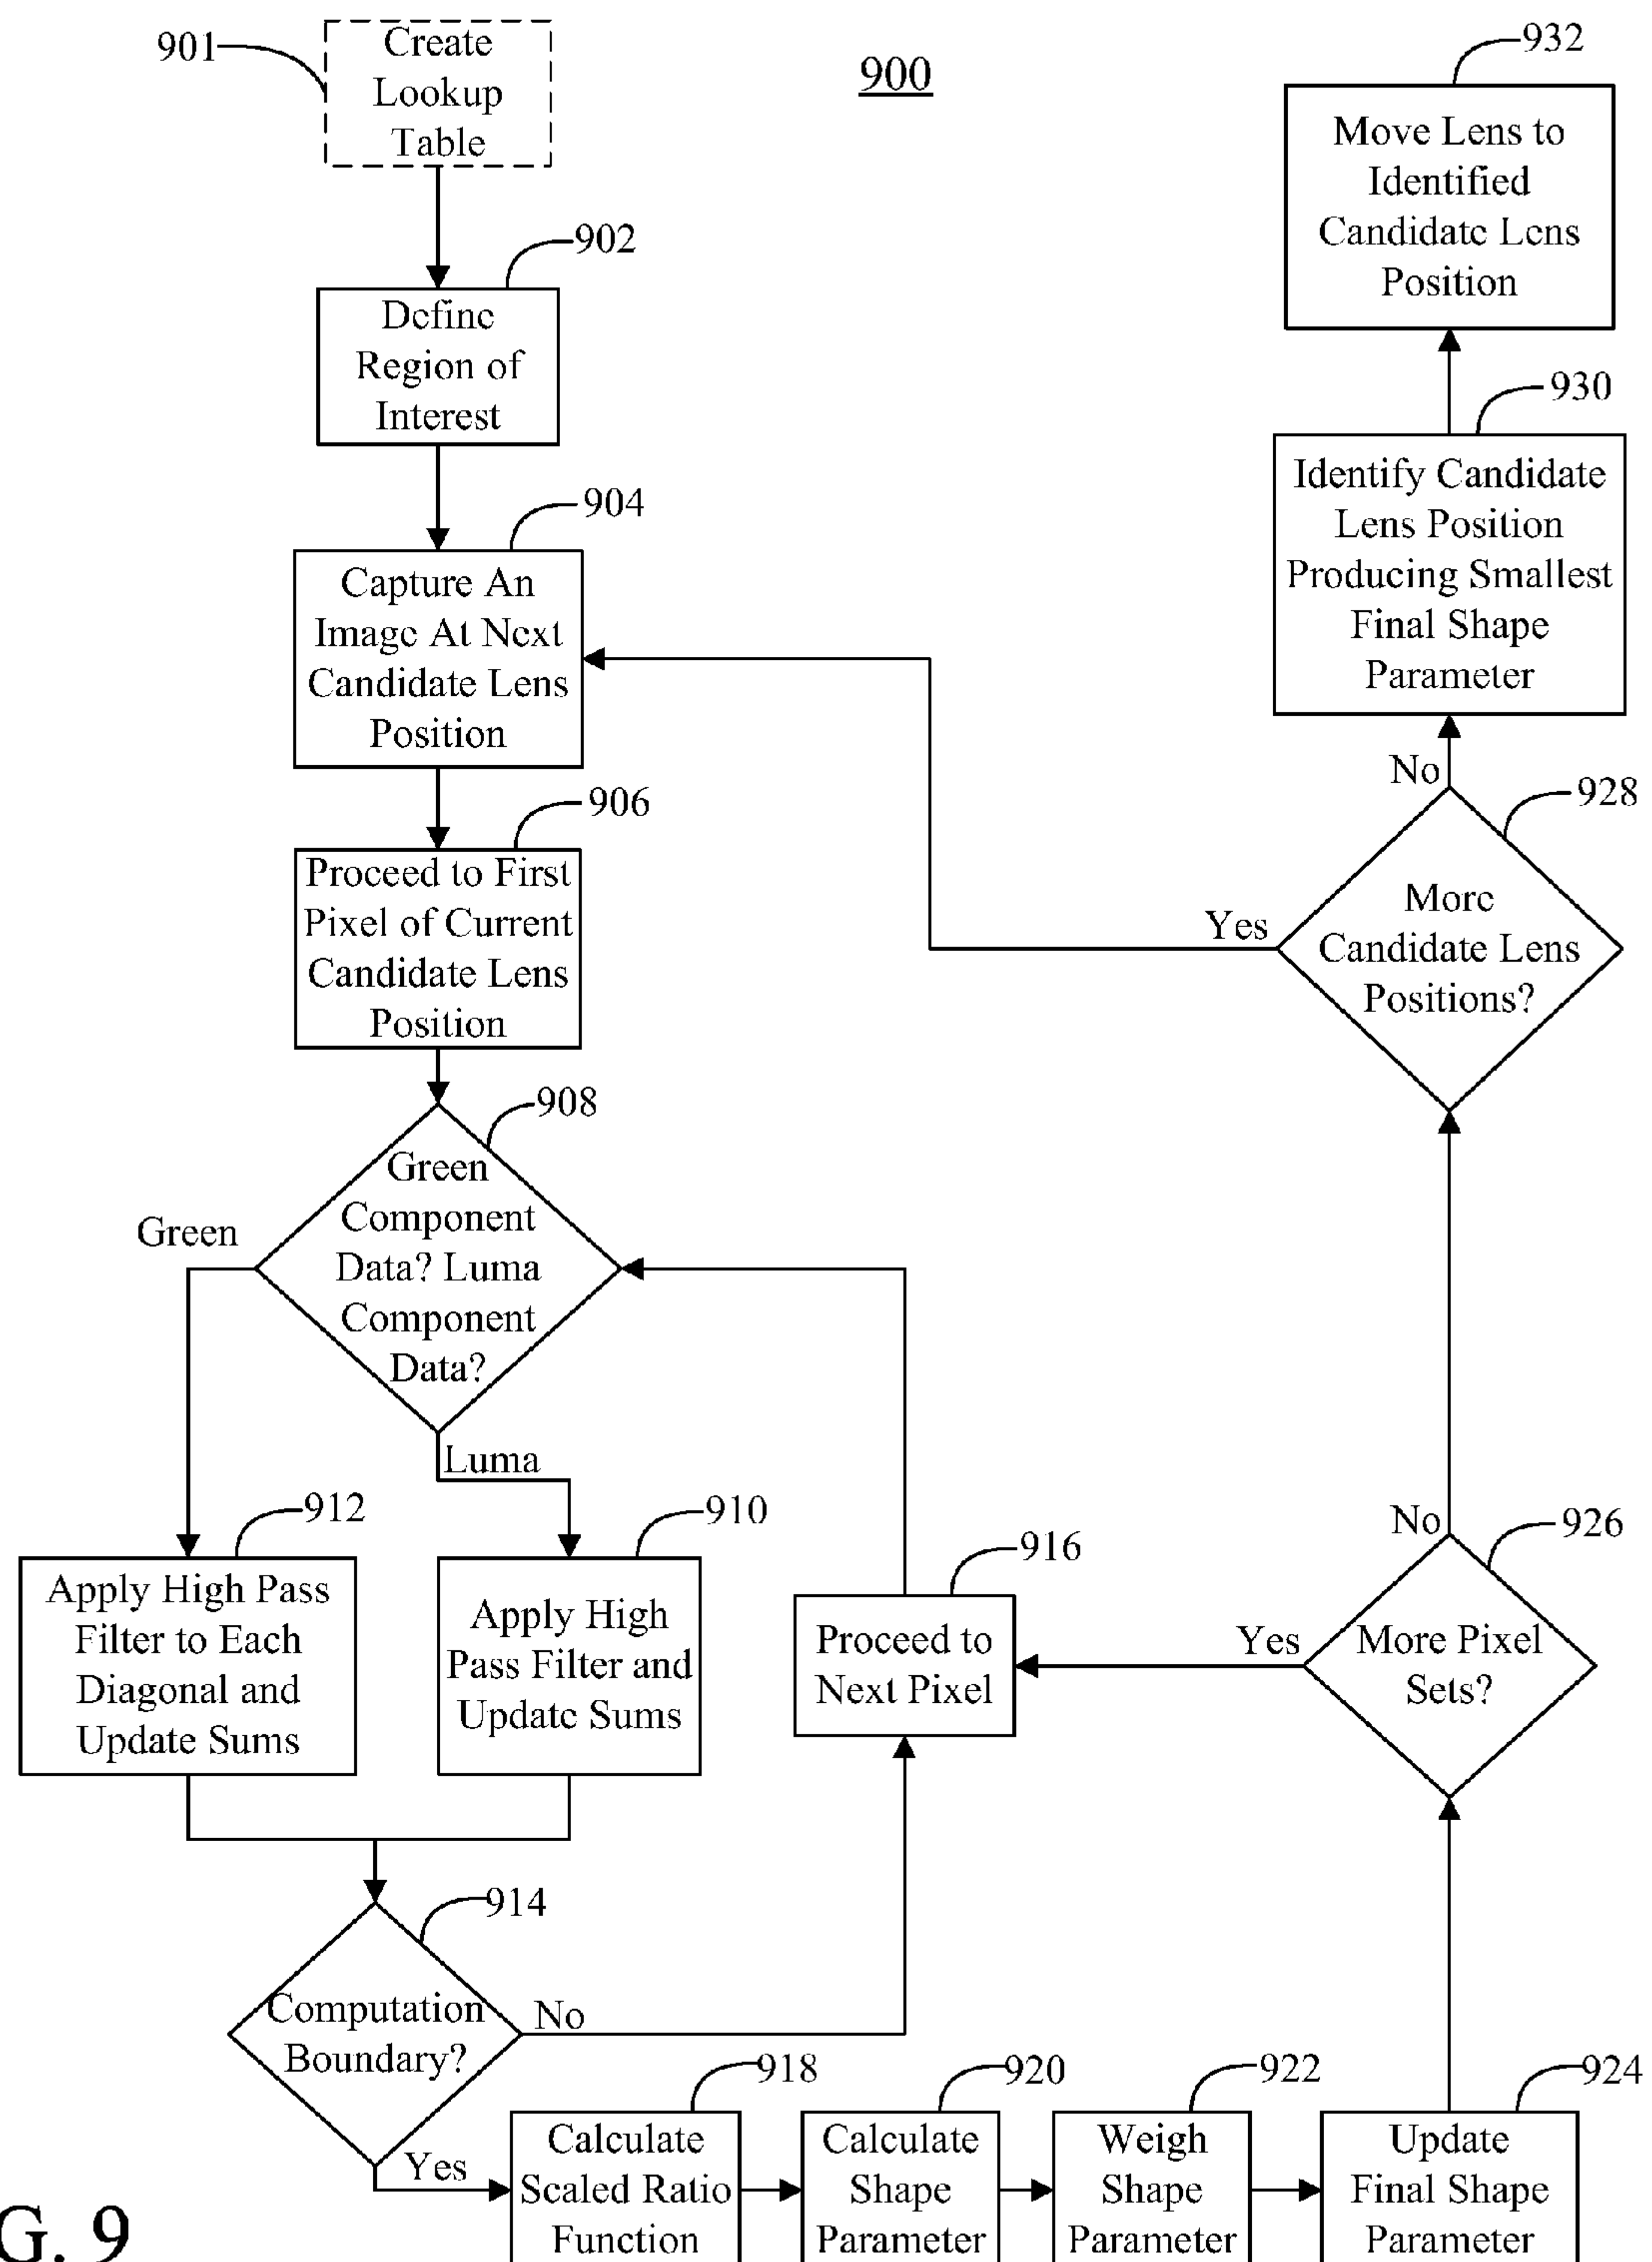 901
Create
Lookup
Table
900
902
Define
Region of
Interest
904
Capture An
Image At Next
Candidate Lens
Position
906
Proceed to First
Pixel of Current
Candidate Lens
Position
908
Green
Component
Data? Luma
Component
Data?
Green
Luma
912
Apply High Pass
Filter to Each
Diagonal and
Update Sums
910
Apply High
Pass Filter and
Update Sums
916
Proceed to
Next Pixel
914
Computation
Boundary?
No
Yes
918
Calculate
Scaled Ratio
Function
920
Calculate
Shape
Parameter
922
Weigh
Shape
Parameter
924
Update
Final Shape
Parameter
926
More Pixel
Sets?
Yes
No
928
More
Candidate Lens
Positions?
Yes
No
930
Identify Candidate
Lens Position
Producing Smallest
Final Shape
Parameter
932
Move Lens to
Identified
Candidate Lens
Position
G. 9